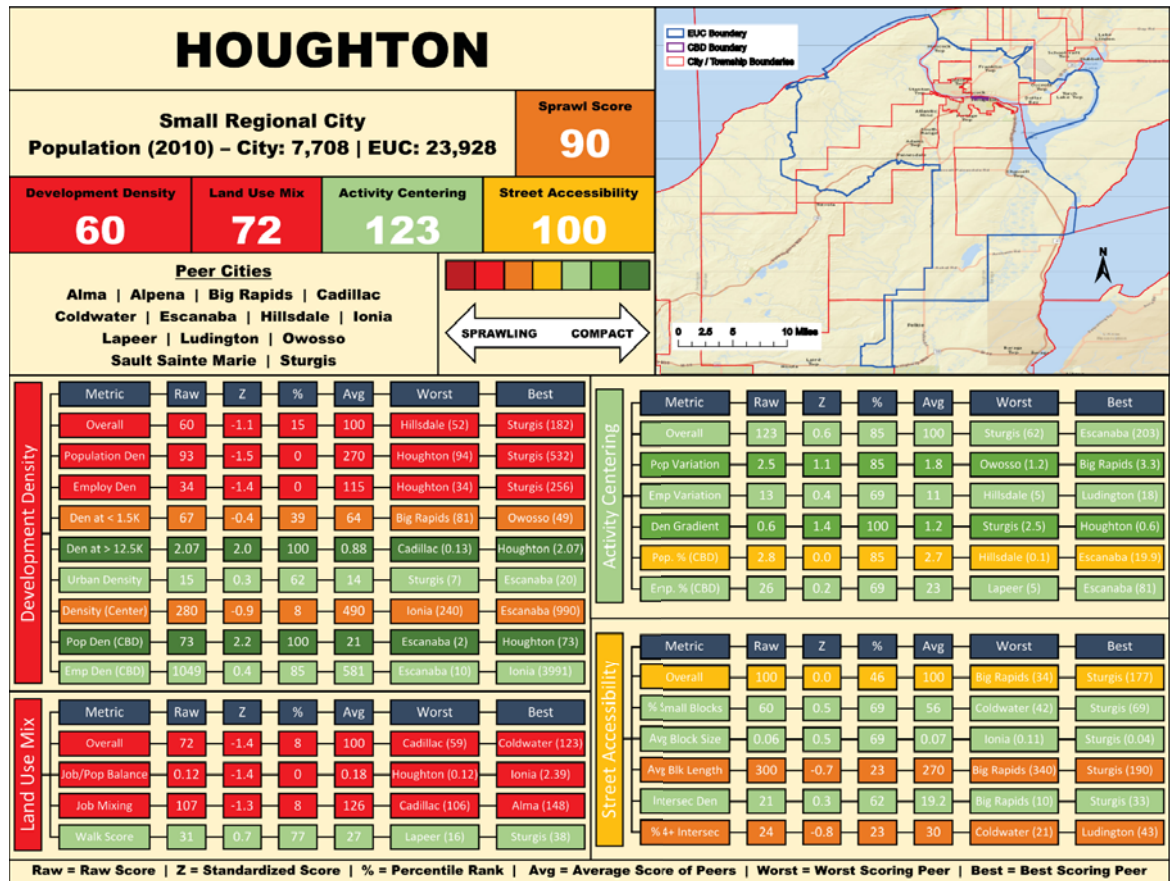 HOUGHTON
Small Regional City
Population (2010) – City: 7,708 | EUC: 23,928
Sprawl Score
90
Development Density
60
Land Use Mix
72
Activity Centering
123
Street Accessibility
100
Peer Cities
Alma | Alpena | Big Rapids | Cadillac
Coldwater | Escanaba | Hillsdale | Ionia
Lapeer | Ludington | Owosso
Sault Sainte Marie | Sturgis
SPRAWLING COMPACT
EUC Boundary
CBD Boundary
City / Township Boundaries
N
0 2.5 5 10 Miles
Development Density
Metric Raw Z % Avg Worst Best
Overall 60 -1.1 15 100 Hillsdale (52) Sturgis (182)
Population Den 93 -1.5 0 270 Houghton (94) Sturgis (532)
Employ Den 34 -1.4 0 115 Houghton (34) Sturgis (256)
Den at < 1.5K 67 -0.4 39 64 Big Rapids (81) Owosso (49)
Den at > 12.5K 2.07 2.0 100 0.88 Cadillac (0.13) Houghton (2.07)
Urban Density 15 0.3 62 14 Sturgis (7) Escanaba (20)
Density (Center) 280 -0.9 8 490 Ionia (240) Escanaba (990)
Pop Den (CBD) 73 2.2 100 21 Escanaba (2) Houghton (73)
Emp Den (CBD) 1049 0.4 85 581 Escanaba (10) Ionia (3991)
Land Use Mix
Metric Raw Z % Avg Worst Best
Overall 72 -1.4 8 100 Cadillac (59) Coldwater (123)
Job/Pop Balance 0.12 -1.4 0 0.18 Houghton (0.12) Ionia (2.39)
Job Mixing 107 -1.3 8 126 Cadillac (106) Alma (148)
Walk Score 31 0.7 77 27 Lapeer (16) Sturgis (38)
Activity Centering
Metric Raw Z % Avg Worst Best
Overall 123 0.6 85 100 Sturgis (62) Escanaba (203)
Pop Variation 2.5 1.1 85 1.8 Owosso (1.2) Big Rapids (3.3)
Emp Variation 13 0.4 69 11 Hillsdale (5) Ludington (18)
Den Gradient 0.6 1.4 100 1.2 Sturgis (2.5) Houghton (0.6)
Pop. % (CBD) 2.8 0.0 85 2.7 Hillsdale (0.1) Escanaba (19.9)
Emp. % (CBD) 26 0.2 69 23 Lapeer (5) Escanaba (81)
Street Accessibility
Metric Raw Z % Avg Worst Best
Overall 100 0.0 46 100 Big Rapids (34) Sturgis (177)
% Small Blocks 60 0.5 69 56 Coldwater (42) Sturgis (69)
Avg Block Size 0.06 0.5 69 0.07 Ionia (0.11) Sturgis (0.04)
Avg Blk Length 300 -0.7 23 270 Big Rapids (340) Sturgis (190)
Intersec Den 21 0.3 62 19.2 Big Rapids (10) Sturgis (33)
% 4+ Intersec 24 -0.8 23 30 Coldwater (21) Ludington (43)
Raw = Raw Score | Z = Standardized Score | % = Percentile Rank | Avg = Average Score of Peers | Worst = Worst Scoring Peer | Best = Best Scoring Peer